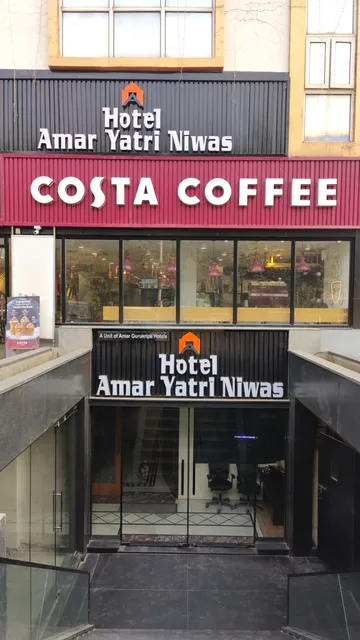 Hotel
Amar Yatri Niwas
COSTA COFFEE
A Unit of Amar Gurukripa Hotels
Hotel
Amar Yatri Niwas